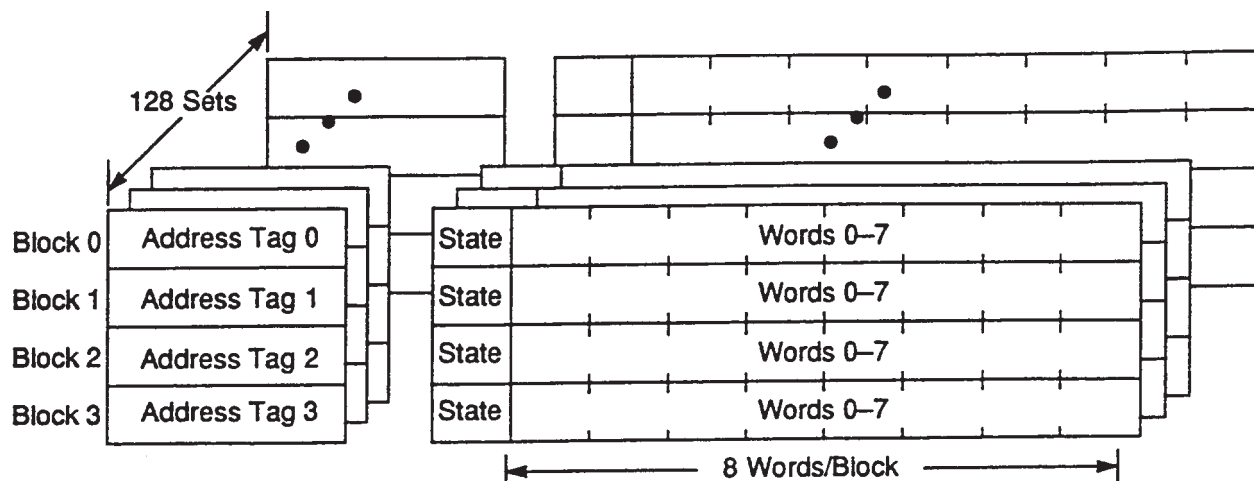 128 Sets
Block 0 Address Tag 0 State Words 0–7
Block 1 Address Tag 1 State Words 0–7
Block 2 Address Tag 2 State Words 0–7
Block 3 Address Tag 3 State Words 0–7
8 Words/Block